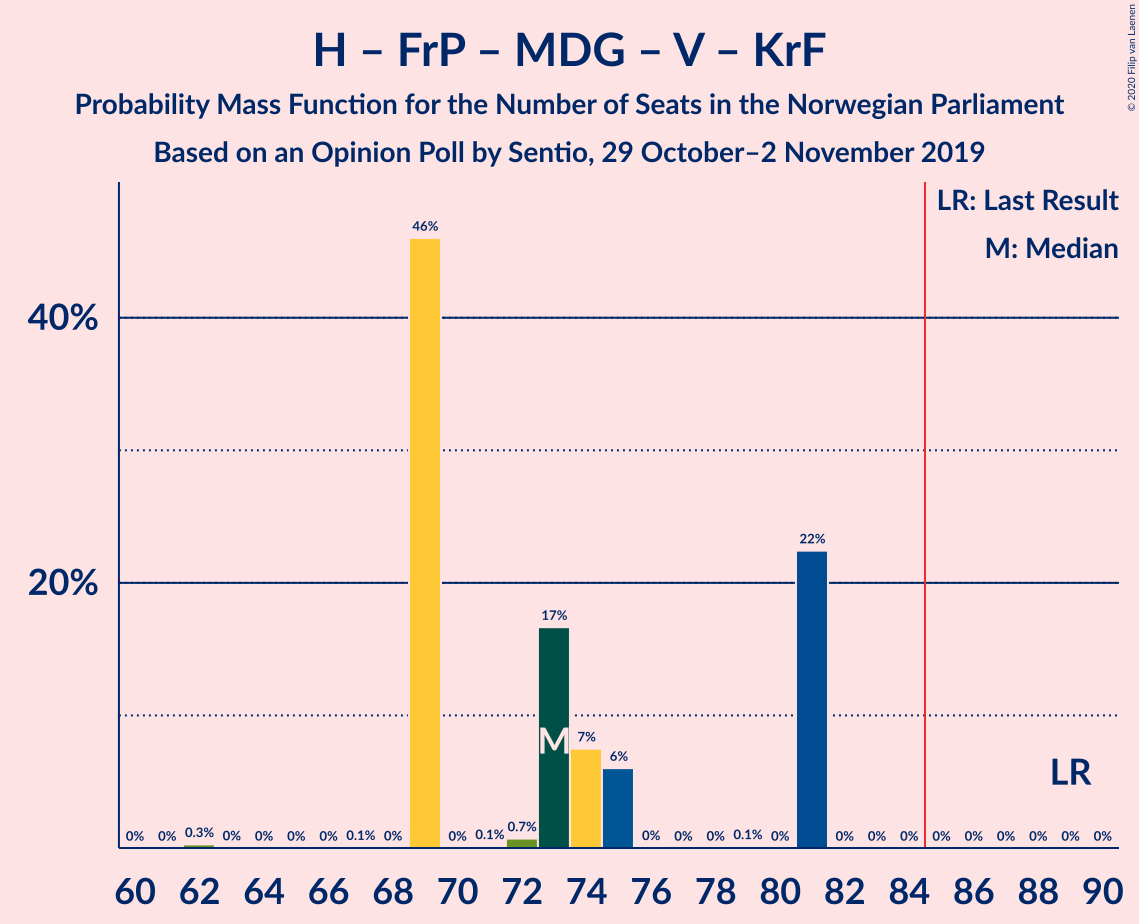 H – FrP – MDG – V – KrF
Probability Mass Function for the Number of Seats in the Norwegian Parliament
Based on an Opinion Poll by Sentio, 29 October–2 November 2019
© 2020 Filip van Laenen
LR: Last Result
M: Median
46%
40%
22%
20%
17%
M
7%
6%
LR
0% 0% 0.3% 0% 0% 0% 0% 0.1% 0% 0% 0.1% 0.7% 0% 0% 0% 0.1% 0% 0% 0% 0% 0% 0% 0% 0% 0% 0%
60 62 64 66 68 70 72 74 76 78 80 82 84 86 88 90